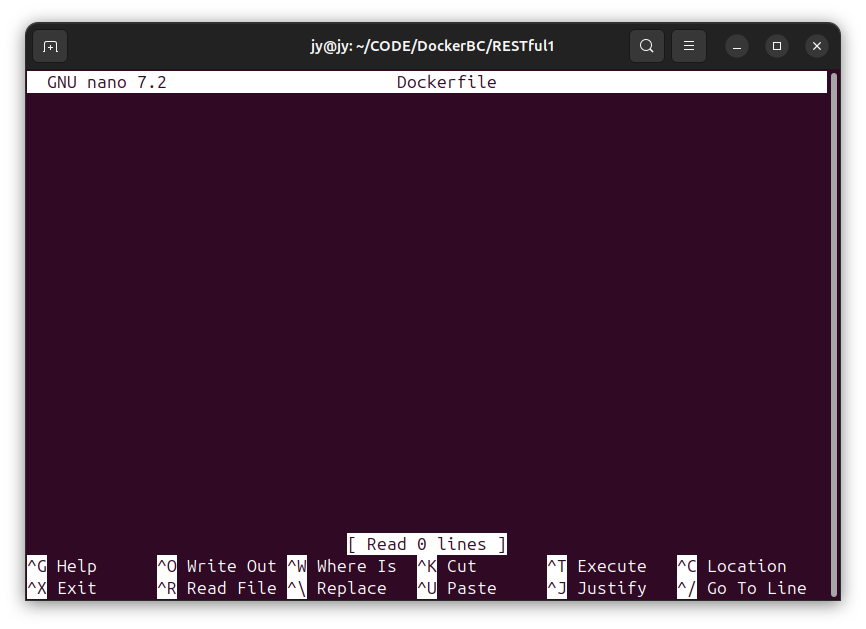 jy@jy: ~/CODE/DockerBC/RESTful1
GNU nano 7.2 Dockerfile
[ Read 0 lines ]
^G Help ^O Write Out ^W Where Is ^K Cut ^T Execute ^C Location
^X Exit ^R Read File ^\ Replace ^U Paste ^J Justify ^/ Go To Line